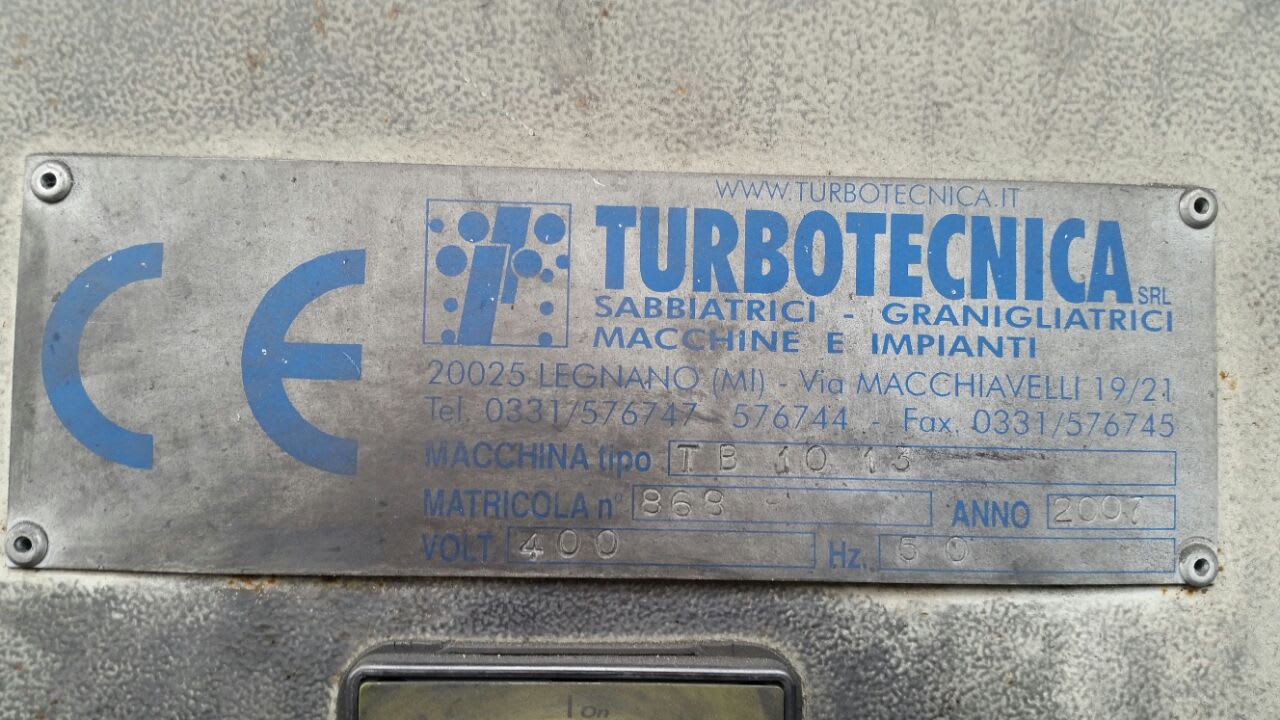 CE
WWW.TURBOTECNICA.IT
TURBOTECNICA SRL
SABBIATRICI - GRANIGLIATRICI
MACCHINE E IMPIANTI
20025 LEGNANO (MI) - Via MACCHIAVELLI 19/21
Tel. 0331/576747 576744 - Fax. 0331/576745
MACCHINA tipo TB 10 13
MATRICOLA n° 868 ANNO 2007
VOLT. 400 Hz. 50
I On